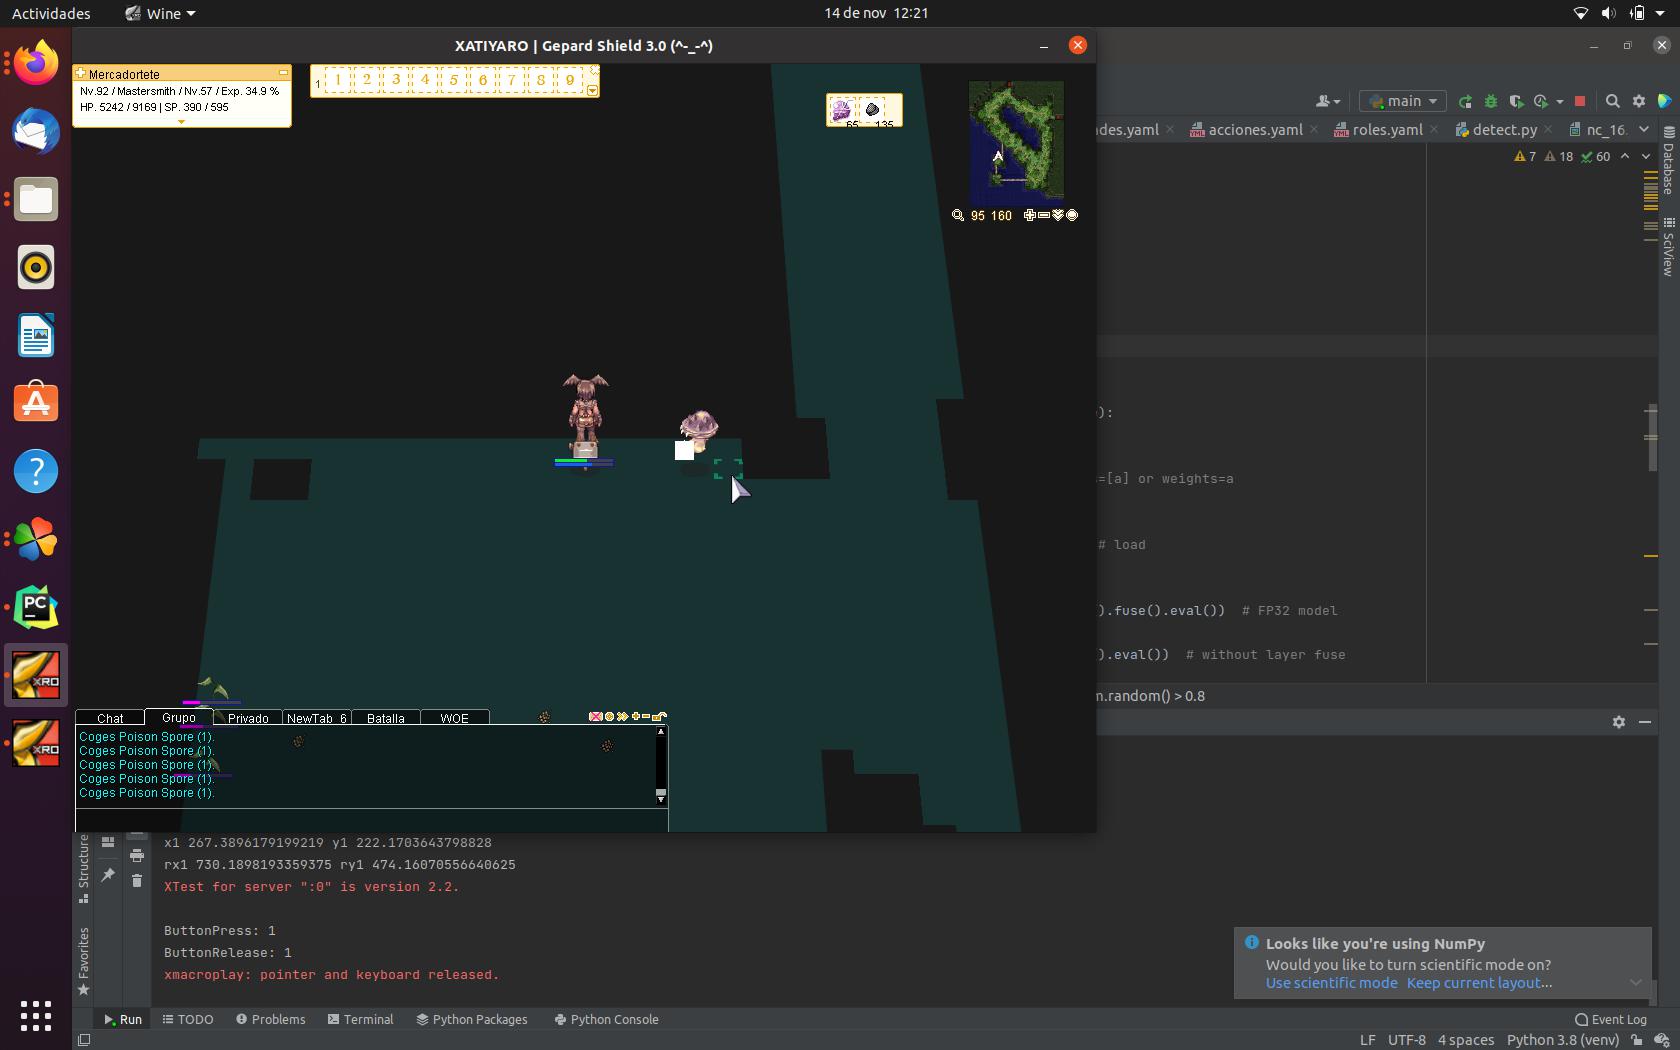 Actividades
Wine
14 de nov 12:21
XATIYARO | Gepard Shield 3.0 (^-_-^)
Mercadortete
Nv.92 / Mastersmith / Nv.57 / Exp. 34.9 %
HP. 5242 / 9169 | SP. 390 / 595
1
1 2 3 4 5 6 7 8 9
65 135
95 160
main
des.yaml
acciones.yaml
roles.yaml
detect.py
nc_16.
7 18 60
Database
SciView
):
s=[a] or weights=a
# load
).fuse().eval()) # FP32 model
).eval()) # without layer fuse
m.random() > 0.8
Chat
Grupo
Privado
NewTab_6
Batalla
WOE
Coges Poison Spore (1).
Coges Poison Spore (1).
Coges Poison Spore (1).
Coges Poison Spore (1).
Coges Poison Spore (1).
PC
XRO
XRO
Structure
Favorites
x1 267.3896179199219 y1 222.1703643798828
rx1 730.1898193359375 ry1 474.16070556640625
XTest for server ":0" is version 2.2.
ButtonPress: 1
ButtonRelease: 1
xmacroplay: pointer and keyboard released.
Looks like you're using NumPy
Would you like to turn scientific mode on?
Use scientific mode Keep current layout...
Run
TODO
Problems
Terminal
Python Packages
Python Console
Event Log
LF UTF-8 4 spaces Python 3.8 (venv)